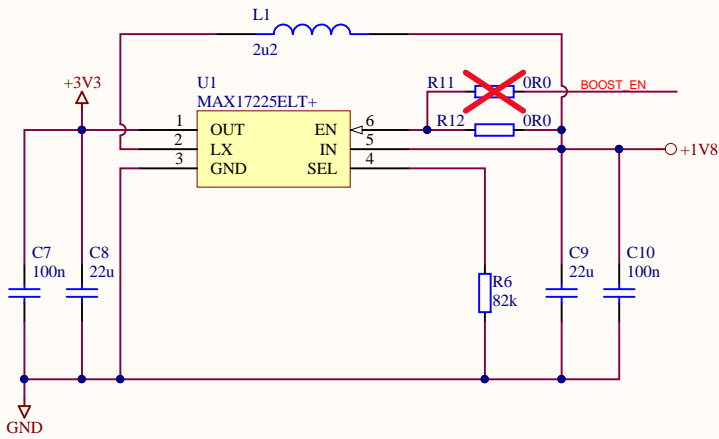 L1
2u2
+3V3
U1
MAX17225ELT+
R11
0R0
BOOST_EN
R12
0R0
1 OUT EN 6
2 LX IN 5
3 GND SEL 4
+1V8
C7
100n
C8
22u
R6
82k
C9
22u
C10
100n
GND